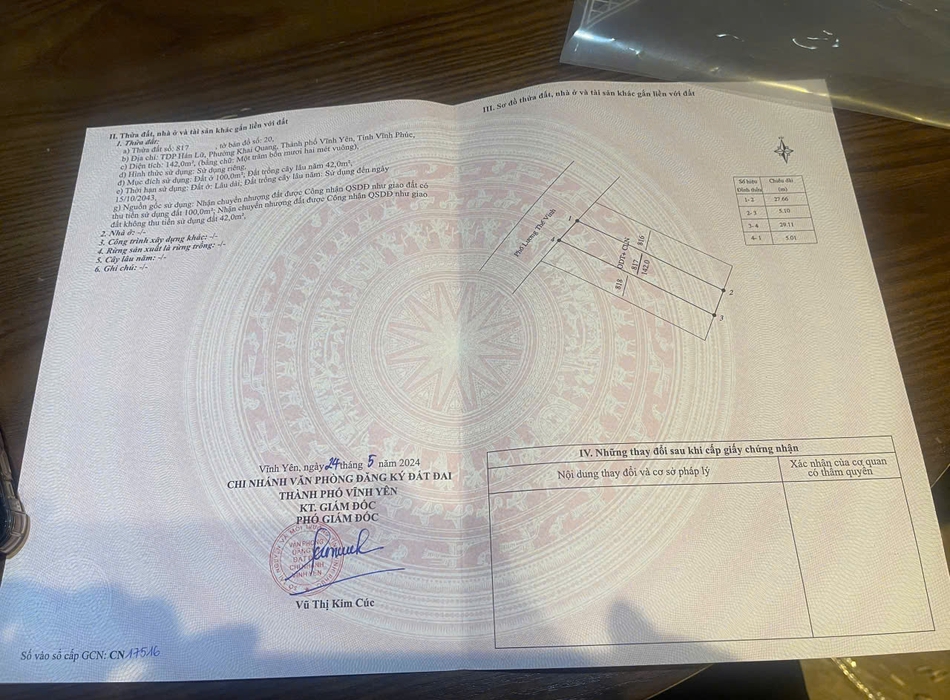 II. Thửa đất, nhà ở và tài sản khác gắn liền với đất
1. Thửa đất:
a) Thửa đất số: 817 , tờ bản đồ số: 20,
b) Địa chỉ: TDP Hán Lữ, Phường Khai Quang, Thành phố Vĩnh Yên, Tỉnh Vĩnh Phúc,
c) Diện tích: 142,0m², (bằng chữ: Một trăm bốn mươi hai mét vuông),
d) Hình thức sử dụng: Sử dụng riêng,
đ) Mục đích sử dụng: Đất ở 100,0m²; Đất trồng cây lâu năm 42,0m²,
e) Thời hạn sử dụng: Đất ở: Lâu dài; Đất trồng cây lâu năm: Sử dụng đến ngày
15/10/2043,
g) Nguồn gốc sử dụng: Nhận chuyển nhượng đất được Công nhận QSDĐ như giao đất có
thu tiền sử dụng đất 100,0m²; Nhận chuyển nhượng đất được Công nhận QSDĐ như giao
đất không thu tiền sử dụng đất 42,0m².
2. Nhà ở: -/-
3. Công trình xây dựng khác: -/-
4. Rừng sản xuất là rừng trồng: -/-
5. Cây lâu năm: -/-
6. Ghi chú: -/-
Vĩnh Yên, ngày 24 tháng 5 năm 2024
CHI NHÁNH VĂN PHÒNG ĐĂNG KÝ ĐẤT ĐAI
THÀNH PHỐ VĨNH YÊN
KT. GIÁM ĐỐC
PHÓ GIÁM ĐỐC
Vũ Thị Kim Cúc
Số vào sổ cấp GCN: CN 17516
III. Sơ đồ thửa đất, nhà ở và tài sản khác gắn liền với đất
Phố Lương Thế Vinh
1
4
2
3
816
ODT+ CLN
817
142.0
818
Số hiệu Chiều dài
Đỉnh thửa (m)
1- 2 27.66
2- 3 5.10
3- 4 28.11
4- 1 5.01
IV. Những thay đổi sau khi cấp giấy chứng nhận
Nội dung thay đổi và cơ sở pháp lý
Xác nhận của cơ quan
có thẩm quyền